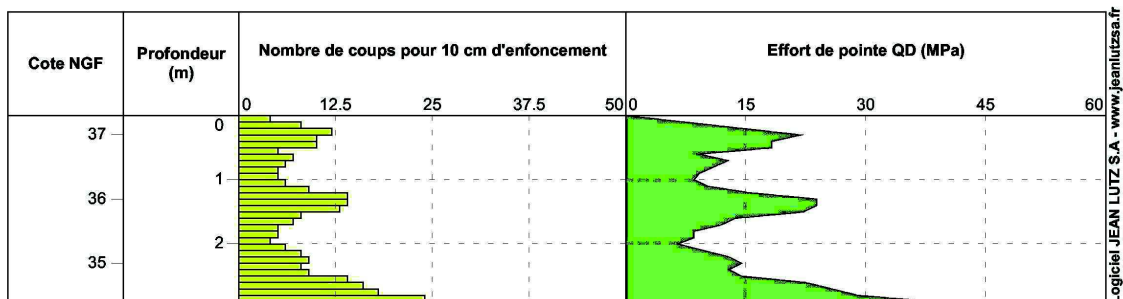 Cote NGF
Profondeur
(m)
Nombre de coups pour 10 cm d'enfoncement
Effort de pointe QD (MPa)
0 12.5 25 37.5 50
0 15 30 45 60
37
0
1
36
2
35
Logiciel JEAN LUTZ S.A - www.jeanlutzsa.fr